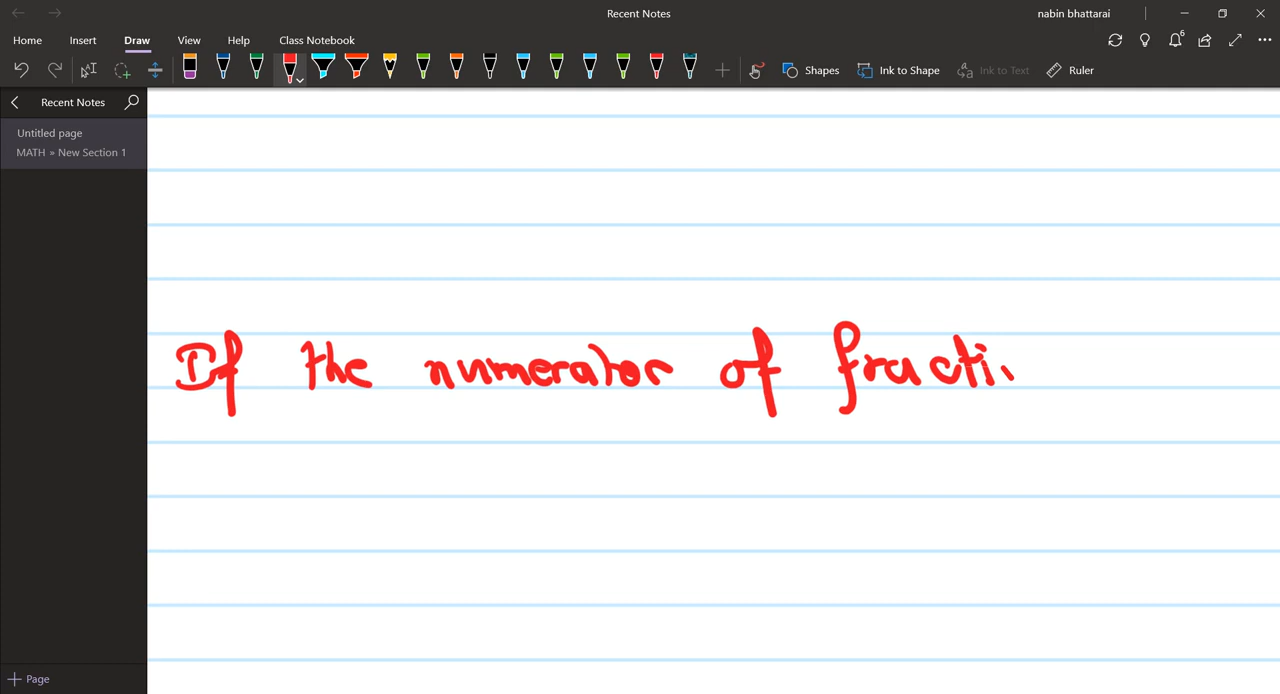 Recent Notes
nabin bhattarai
Home Insert Draw View Help Class Notebook
6
Shapes Ink to Shape Ink to Text Ruler
Recent Notes
Untitled page
MATH » New Section 1
If the numerator of fracti
Page